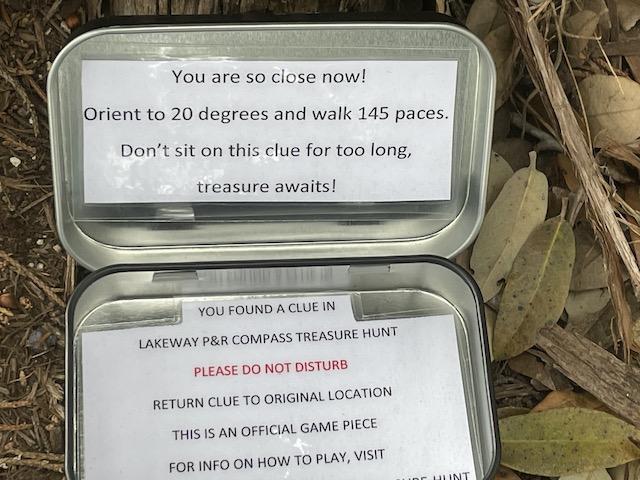 You are so close now!
Orient to 20 degrees and walk 145 paces.
Don't sit on this clue for too long,
treasure awaits!
YOU FOUND A CLUE IN
LAKEWAY P&R COMPASS TREASURE HUNT
PLEASE DO NOT DISTURB
RETURN CLUE TO ORIGINAL LOCATION
THIS IS AN OFFICIAL GAME PIECE
FOR INFO ON HOW TO PLAY, VISIT
HUNT